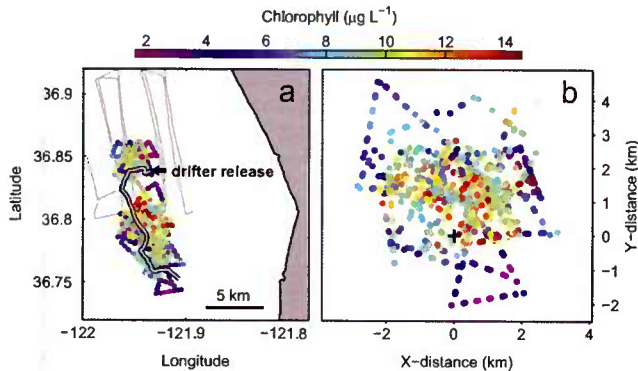 Chlorophyll (μg L⁻¹)
2 4 6 8 10 12 14
a
b
drifter release
5 km
36.9
36.85
36.8
36.75
Latitude
−122 −121.9 −121.8
Longitude
4
3
2
1
0
−1
−2
Y−distance (km)
−2 0 2 4
X−distance (km)